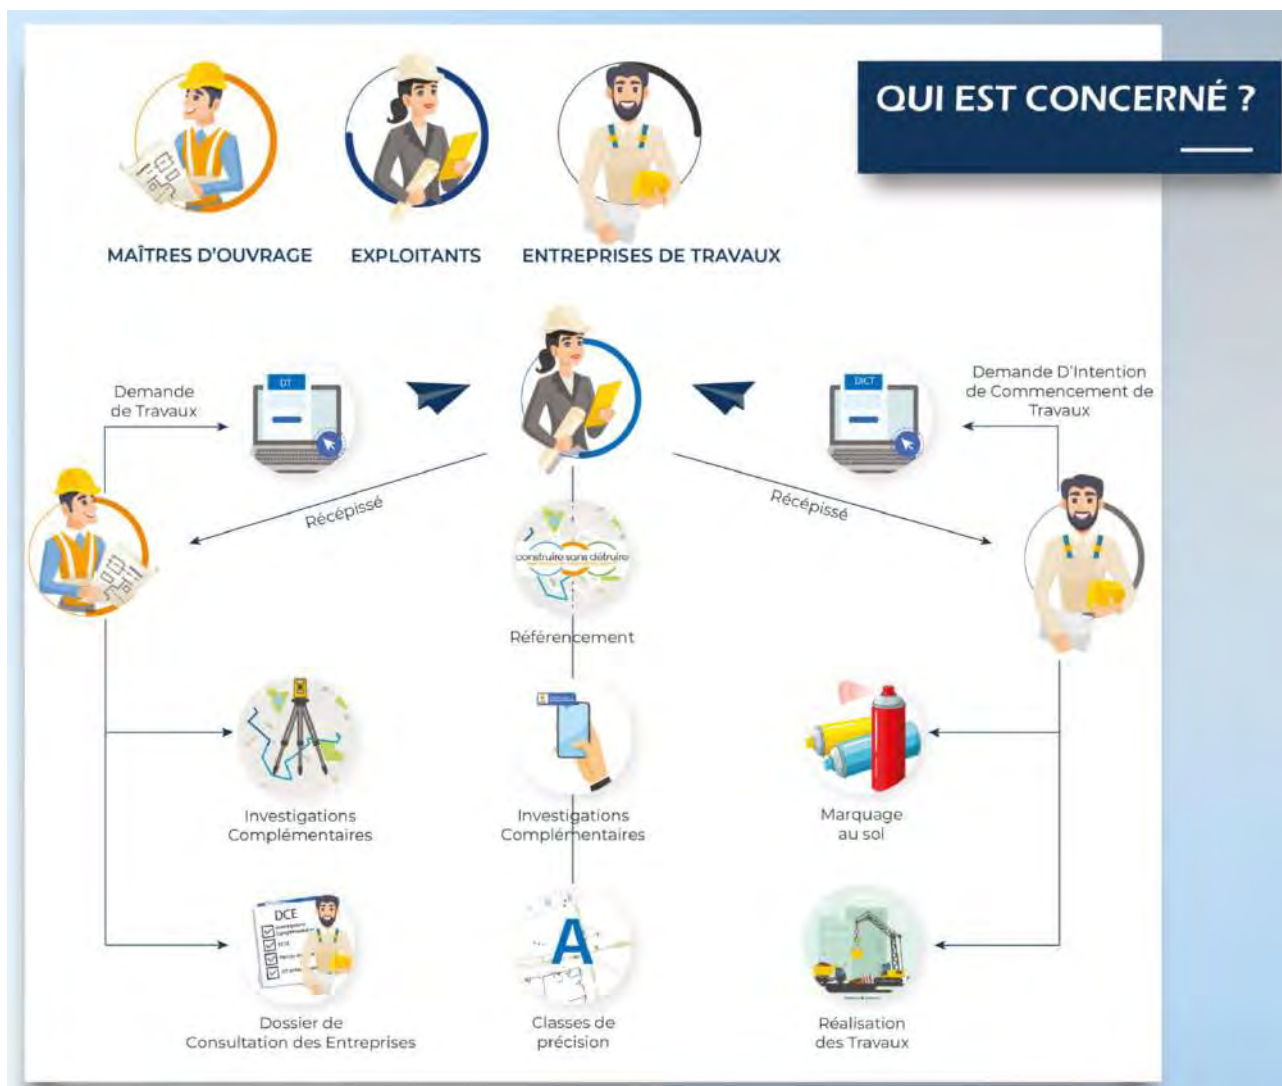 QUI EST CONCERNÉ ?
MAÎTRES D'OUVRAGE
EXPLOITANTS
ENTREPRISES DE TRAVAUX
Demande
de Travaux
DT
DICT
Demande D'Intention
de Commencement de
Travaux
Récépissé
Récépissé
construire sans détruire
Référencement
Investigations
Complémentaires
Investigations
Complémentaires
Marquage
au sol
DCE
A
Dossier de
Consultation des Entreprises
Classes de
précision
Réalisation
des Travaux